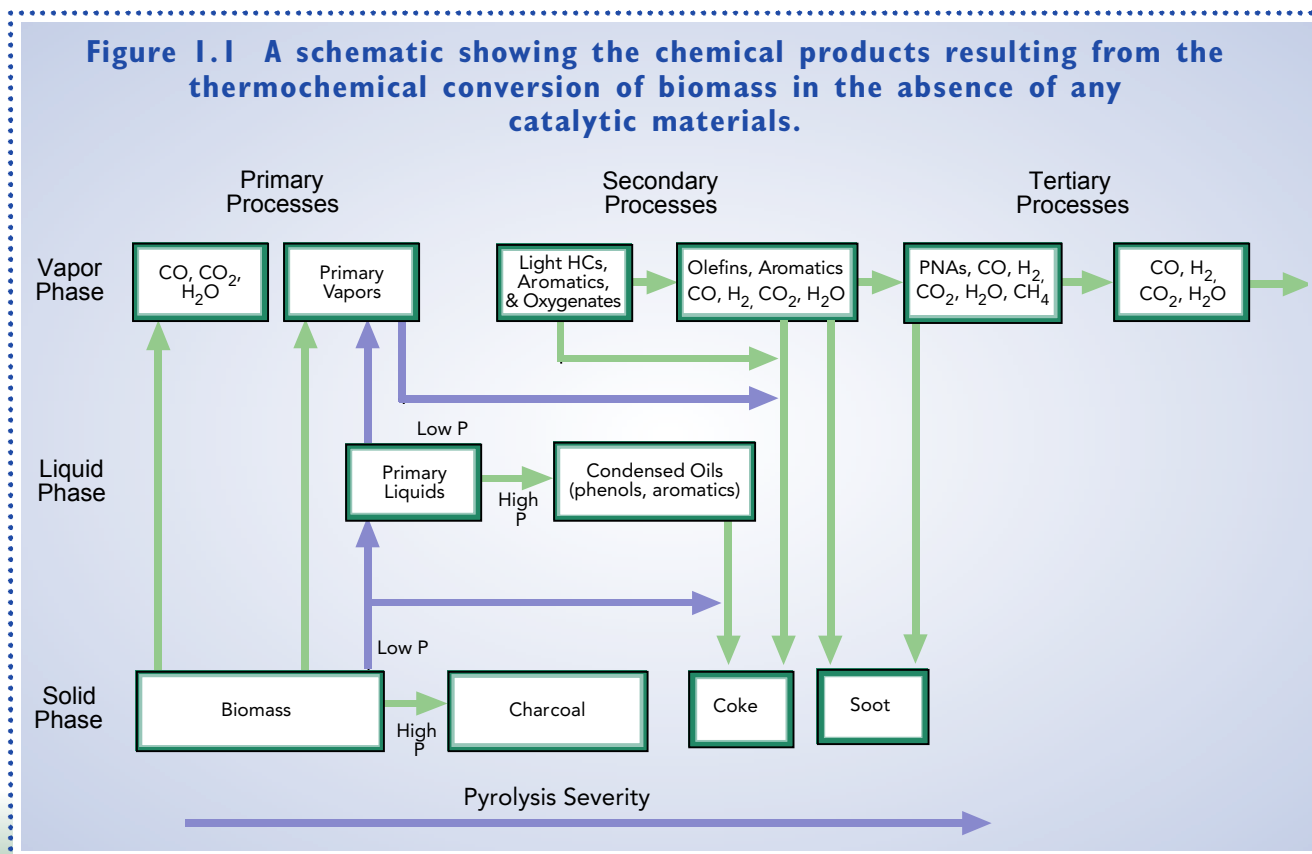 Figure 1.1 A schematic showing the chemical products resulting from the
thermochemical conversion of biomass in the absence of any
catalytic materials.
Primary
Processes
Secondary
Processes
Tertiary
Processes
Vapor
Phase
CO, CO₂,
H₂O
Primary
Vapors
Light HCs,
Aromatics,
& Oxygenates
Olefins, Aromatics
CO, H₂, CO₂, H₂O
PNAs, CO, H₂,
CO₂, H₂O, CH₄
CO, H₂,
CO₂, H₂O
Low P
Liquid
Phase
Primary
Liquids
High
P
Condensed Oils
(phenols, aromatics)
Low P
Solid
Phase
Biomass
High
P
Charcoal
Coke
Soot
Pyrolysis Severity